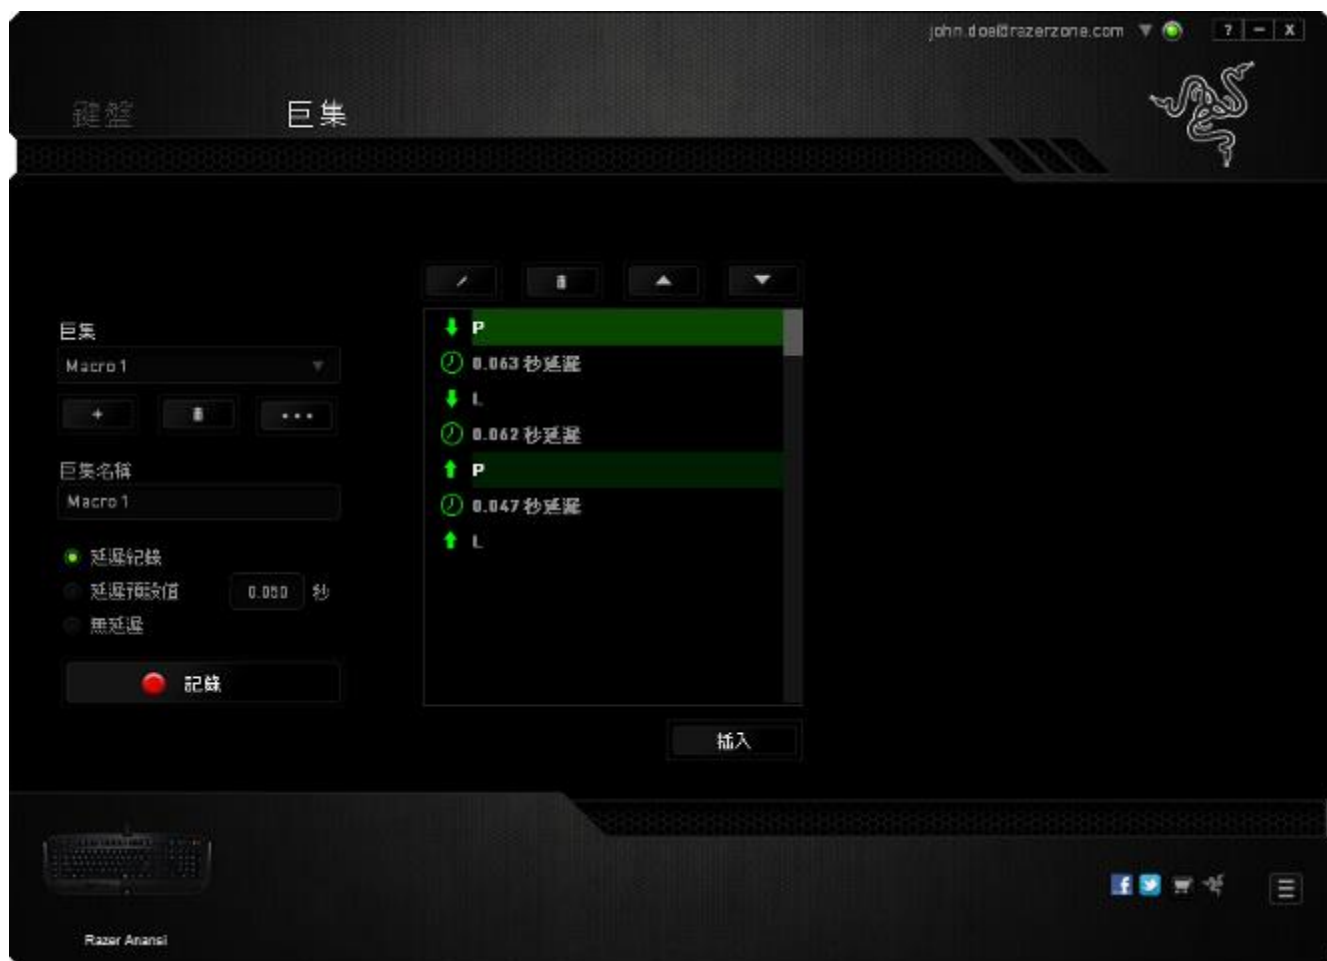 john.doe@razerzone.com
? – X
鍵盤
巨集
巨集
Macro 1
巨集名稱
Macro 1
延遲紀錄
延遲預設值 0.050 秒
無延遲
記錄
P
0.063 秒延遲
L
0.062 秒延遲
P
0.047 秒延遲
L
插入
Razer Anansi